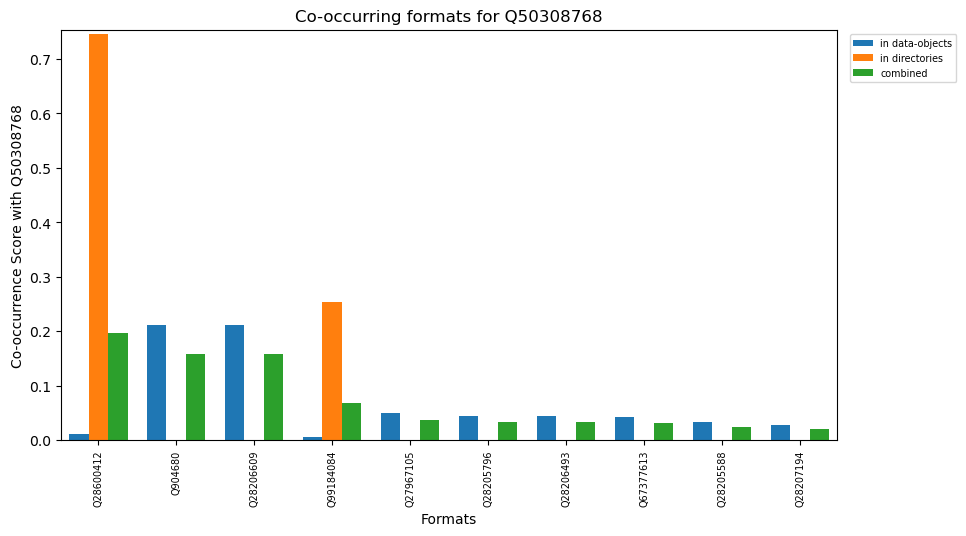 Co-occurring formats for Q50308768
in data-objects
in directories
combined
Co-occurrence Score with Q50308768
0.7
0.6
0.5
0.4
0.3
0.2
0.1
0.0
Q28600412
Q904680
Q28206609
Q99184084
Q27967105
Q28205796
Q28206493
Q67377613
Q28205588
Q28207194
Formats